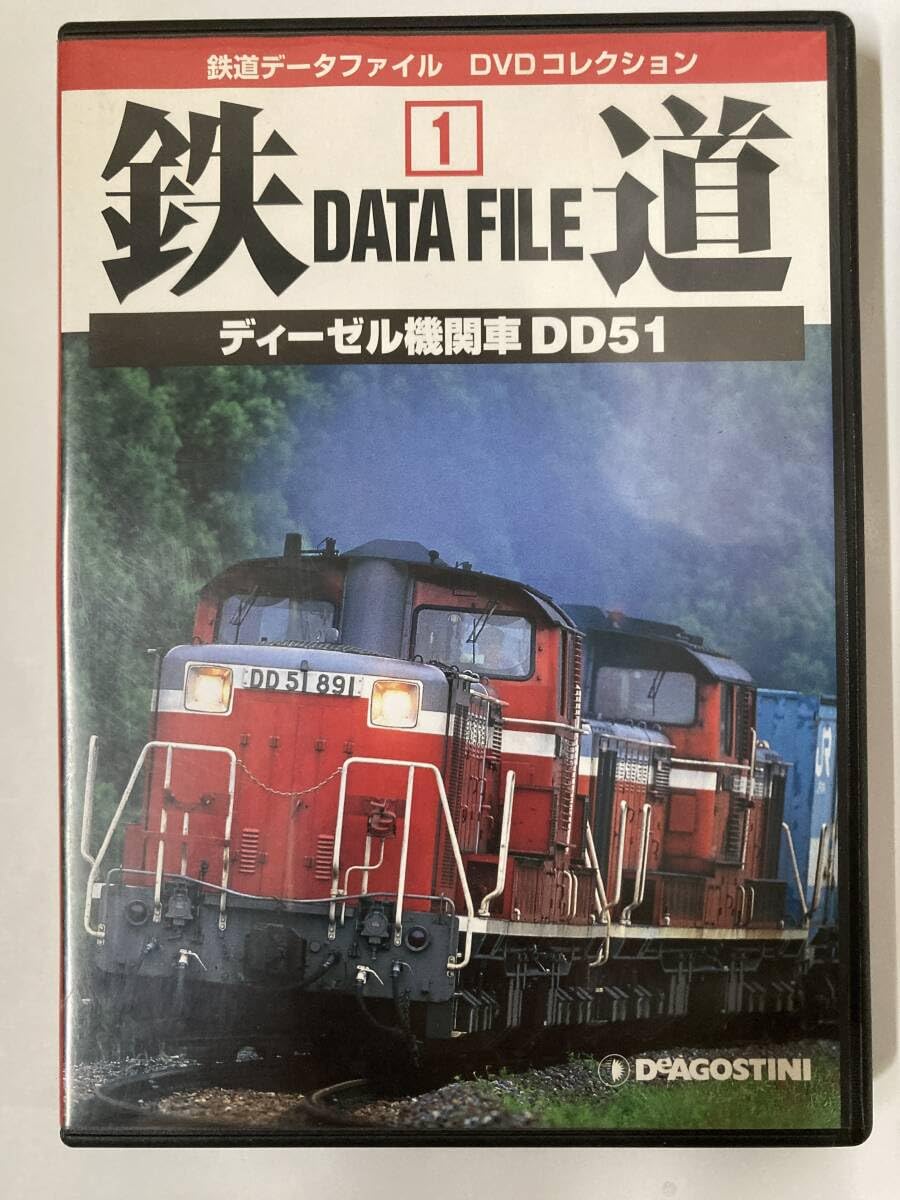 鉄道データファイル DVDコレクション
1
鉄 DATA FILE 道
ディーゼル機関車 DD51
DD51 891
JR
DeAGOSTINI